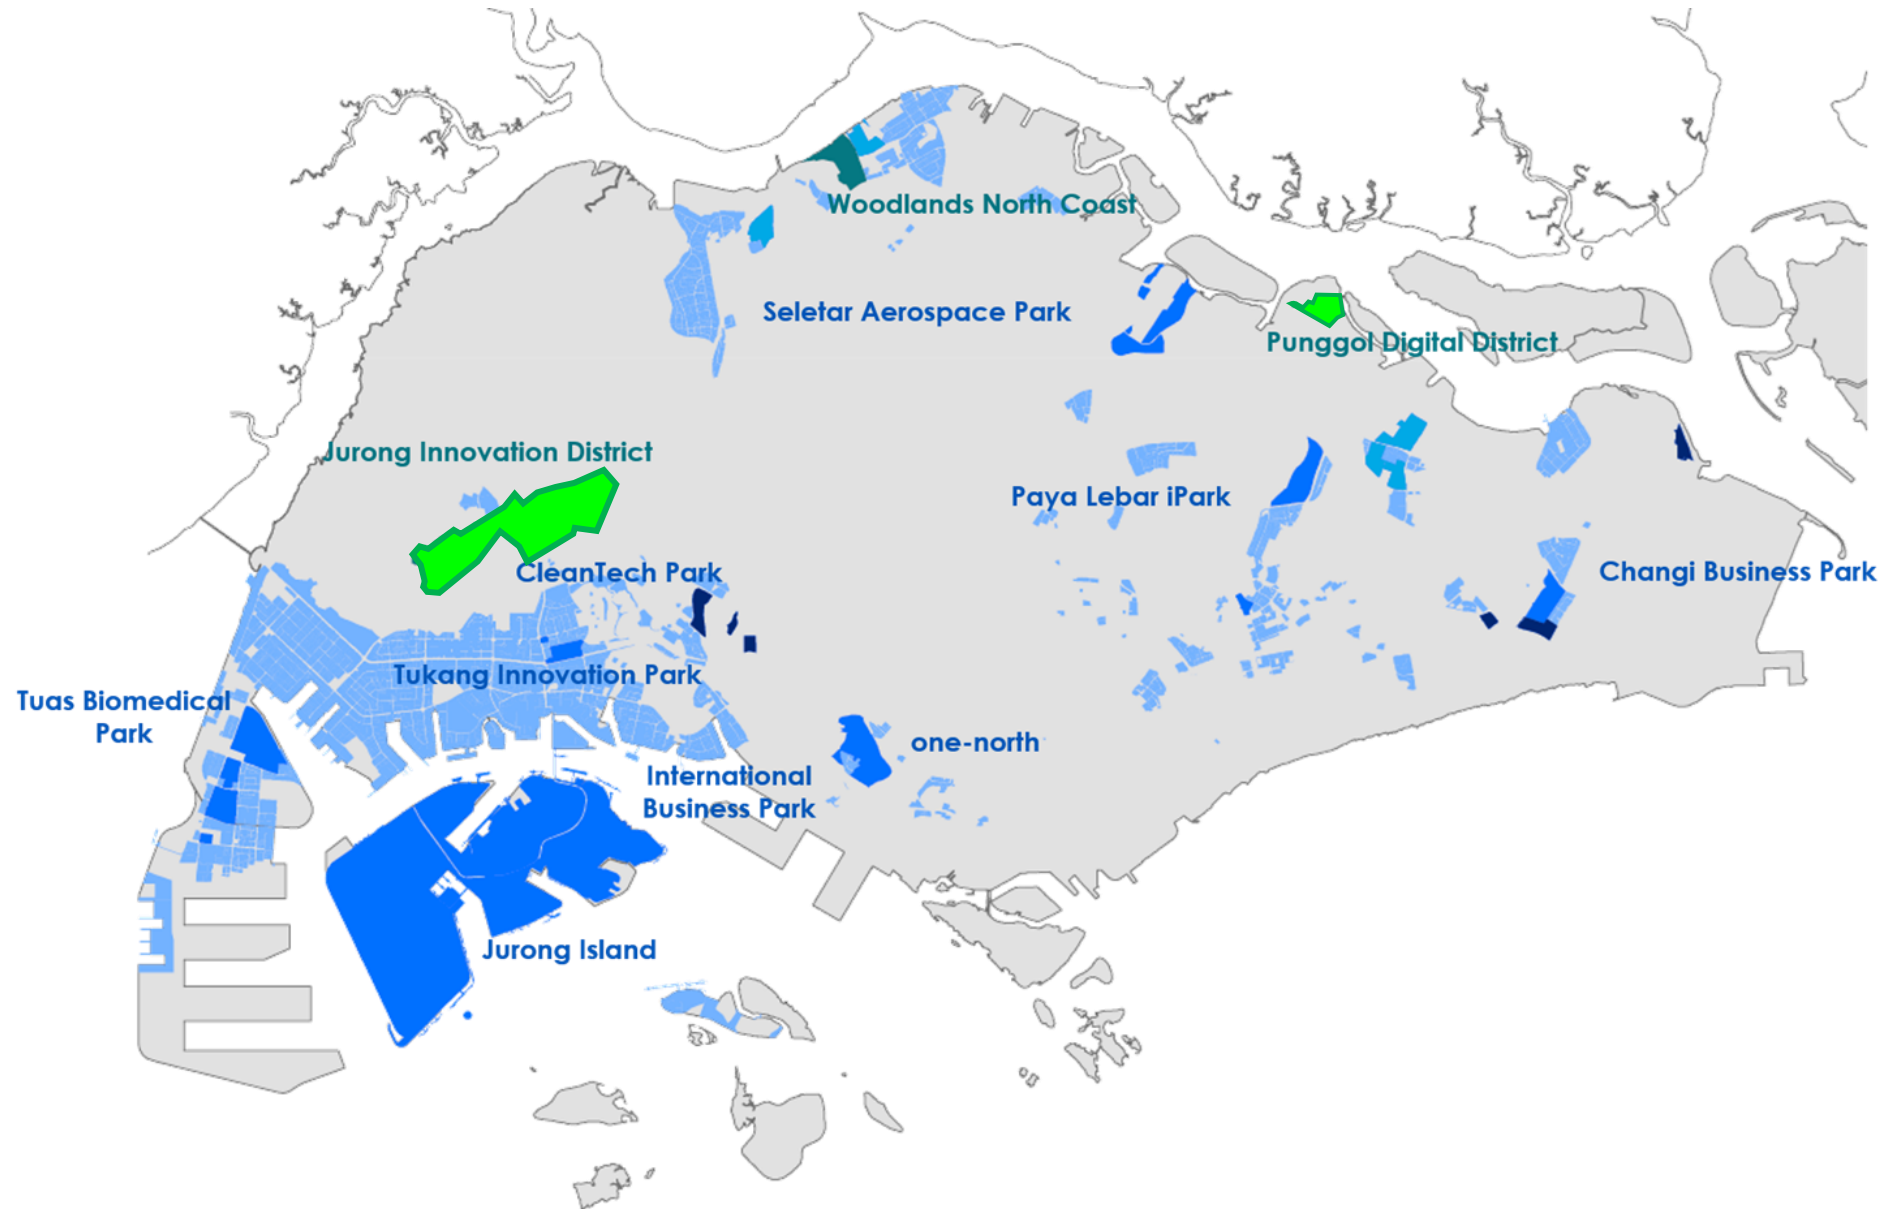 Woodlands North Coast
Seletar Aerospace Park
Punggol Digital District
Jurong Innovation District
Paya Lebar iPark
CleanTech Park
Changi Business Park
Tukang Innovation Park
Tuas Biomedical
Park
one-north
International
Business Park
Jurong Island